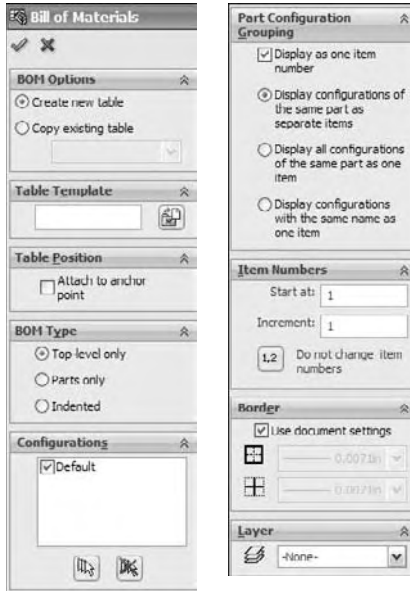 Bill of Materials
BOM Options
Create new table
Copy existing table
Table Template
Table Position
Attach to anchor
point
BOM Type
Top-level only
Parts only
Indented
Configurations
Default
Part Configuration
Grouping
Display as one item
number
Display configurations of
the same part as
separate items
Display all configurations
of the same part as one
item
Display configurations
with the same name as
one item
Item Numbers
Start at: 1
Increment: 1
1,2 Do not change item
numbers
Border
Use document settings
0.0071in
0.0071in
Layer
-None-